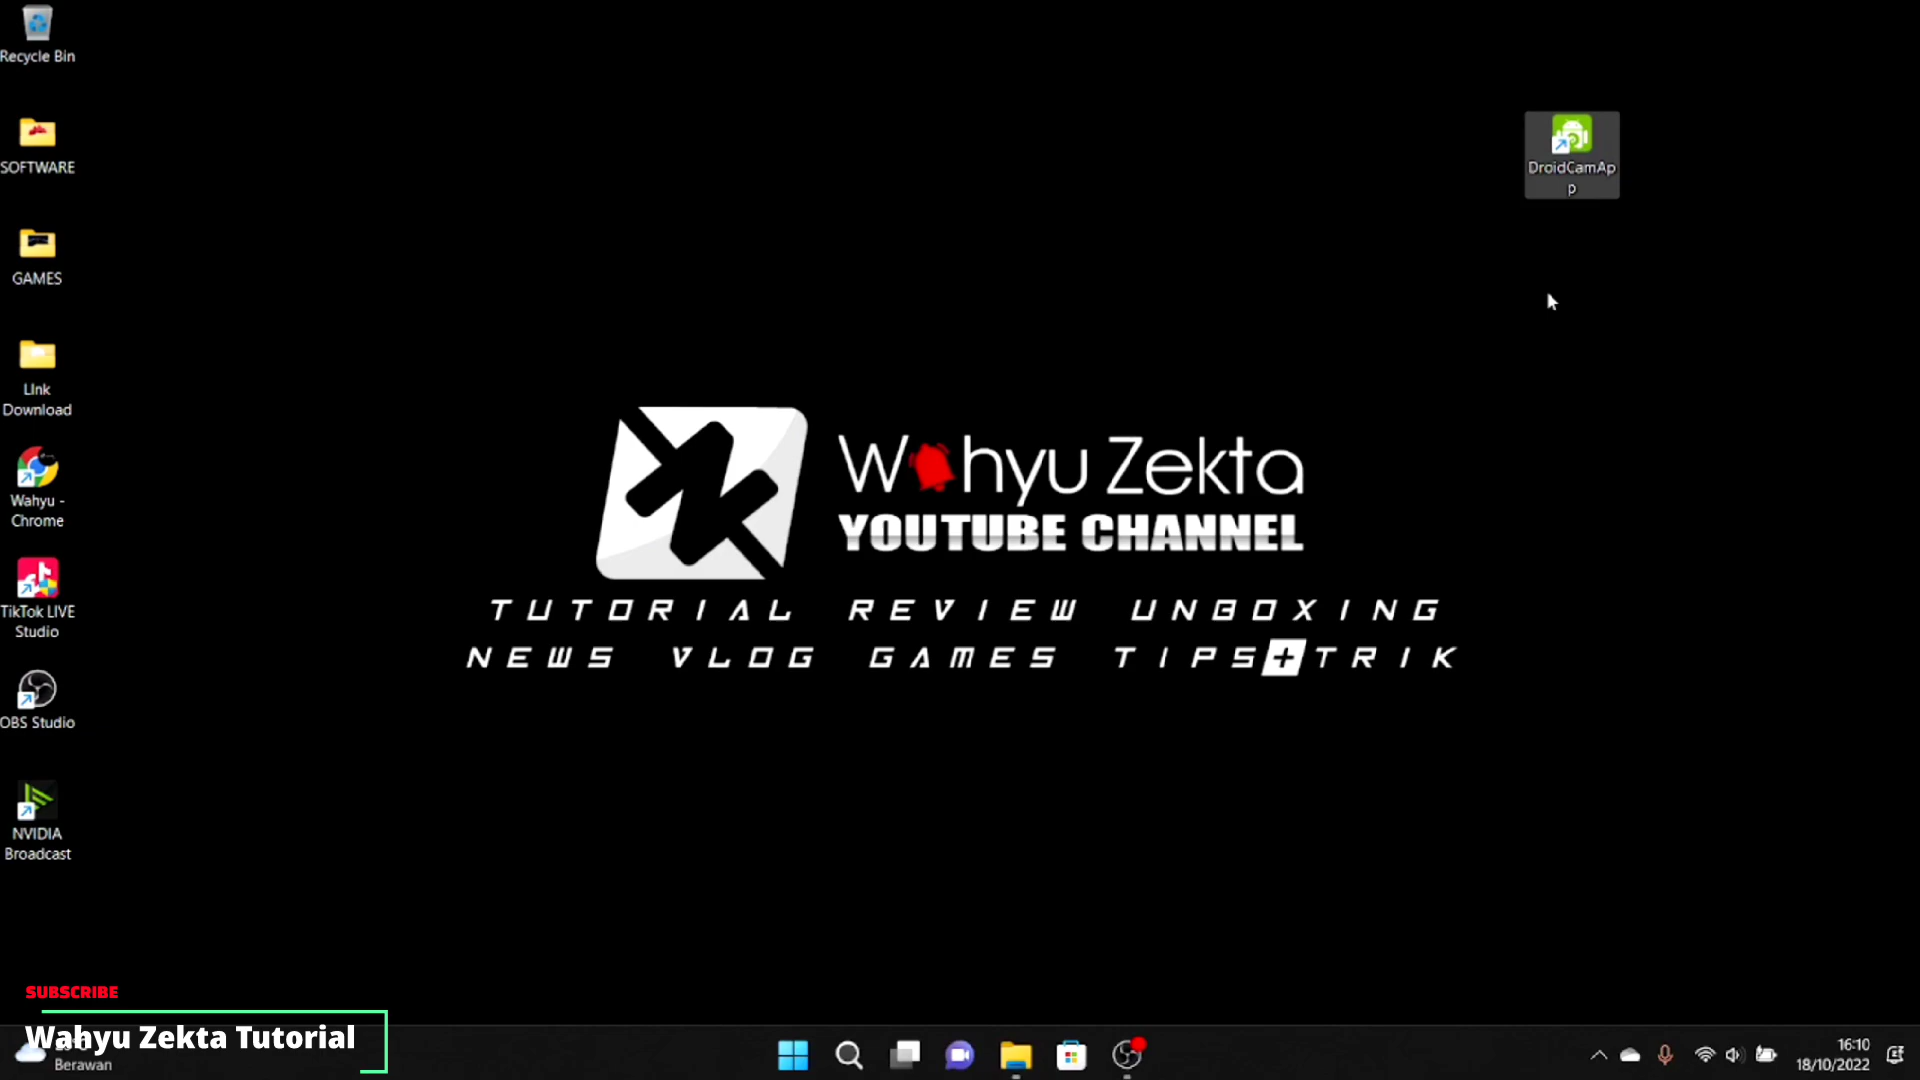 Recycle Bin
SOFTWARE
GAMES
LInk
Download
Wahyu -
Chrome
TikTok LIVE
Studio
OBS Studio
NVIDIA
Broadcast
DroidCamAp
p
Wahyu Zekta
YOUTUBE CHANNEL
TUTORIAL REVIEW UNBOXING
NEWS VLOG GAMES TIPS+TRIK
SUBSCRIBE
Wahyu Zekta Tutorial
Berawan
16:10
18/10/2022